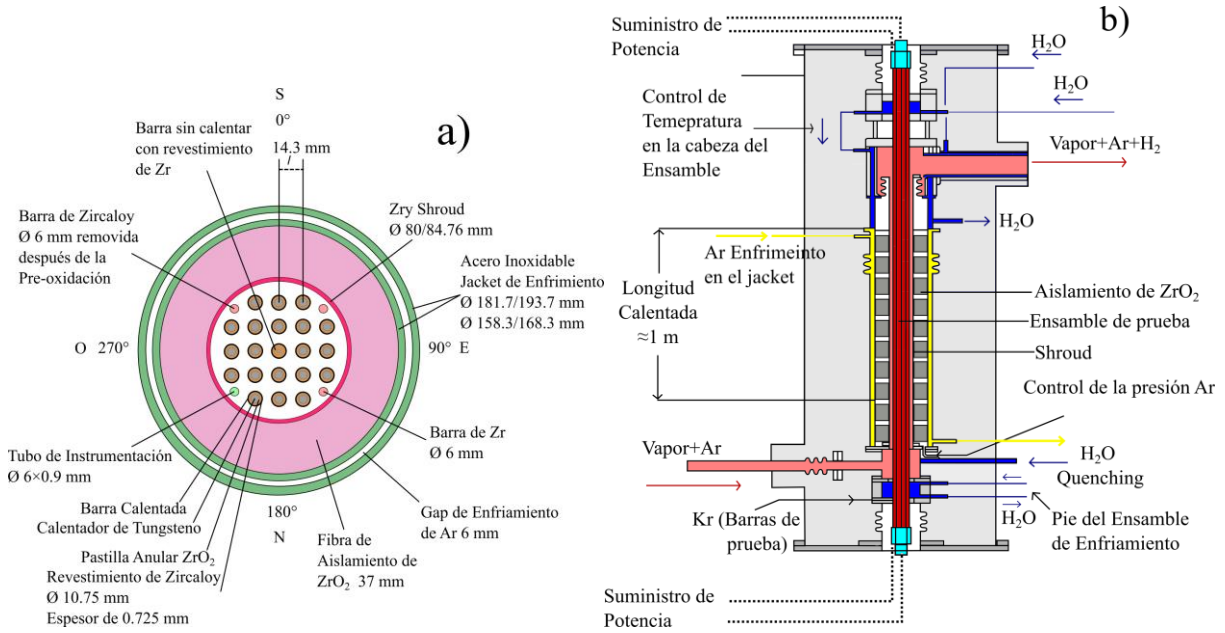 a)
S
0°
14.3 mm
Barra sin calentar
con revestimiento
de Zr
Barra de Zircaloy
Ø 6 mm removida
después de la
Pre-oxidación
Zry Shroud
Ø 80/84.76 mm
Acero Inoxidable
Jacket de Enfrimiento
Ø 181.7/193.7 mm
Ø 158.3/168.3 mm
O 270°
90° E
Tubo de Instrumentación
Ø 6×0.9 mm
Barra de Zr
Ø 6 mm
Barra Calentada
Calentador de Tungsteno
180°
N
Gap de Enfriamiento
de Ar 6 mm
Pastilla Anular ZrO₂
Revestimiento de Zircaloy
Ø 10.75 mm
Espesor de 0.725 mm
Fibra de
Aislamiento de
ZrO₂ 37 mm
b)
Suministro de
Potencia
H₂O
H₂O
Control de
Temepratura
en la cabeza del
Ensamble
Vapor+Ar+H₂
H₂O
Ar Enfrimeinto
en el jacket
Longitud
Calentada
≈1 m
Aislamiento de ZrO₂
Ensamble de prueba
Shroud
Control de la presión Ar
Vapor+Ar
H₂O
Quenching
Kr (Barras de
prueba)
H₂O
Pie del Ensamble
de Enfriamiento
Suministro de
Potencia